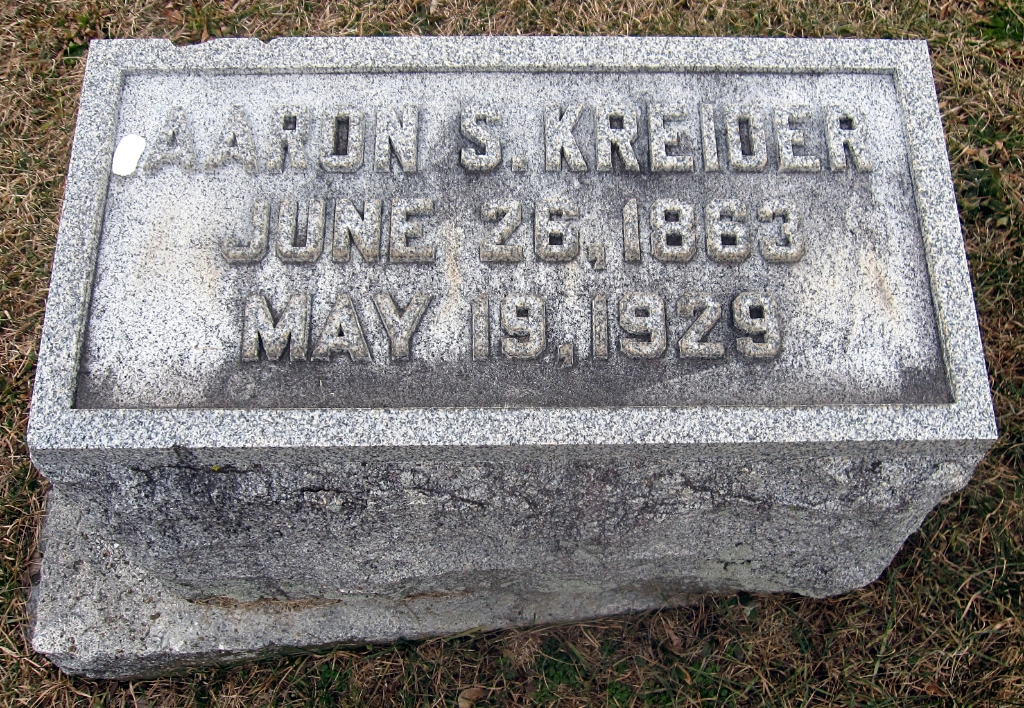 AARON S. KREIDER
JUNE 26, 1863
MAY 19, 1929